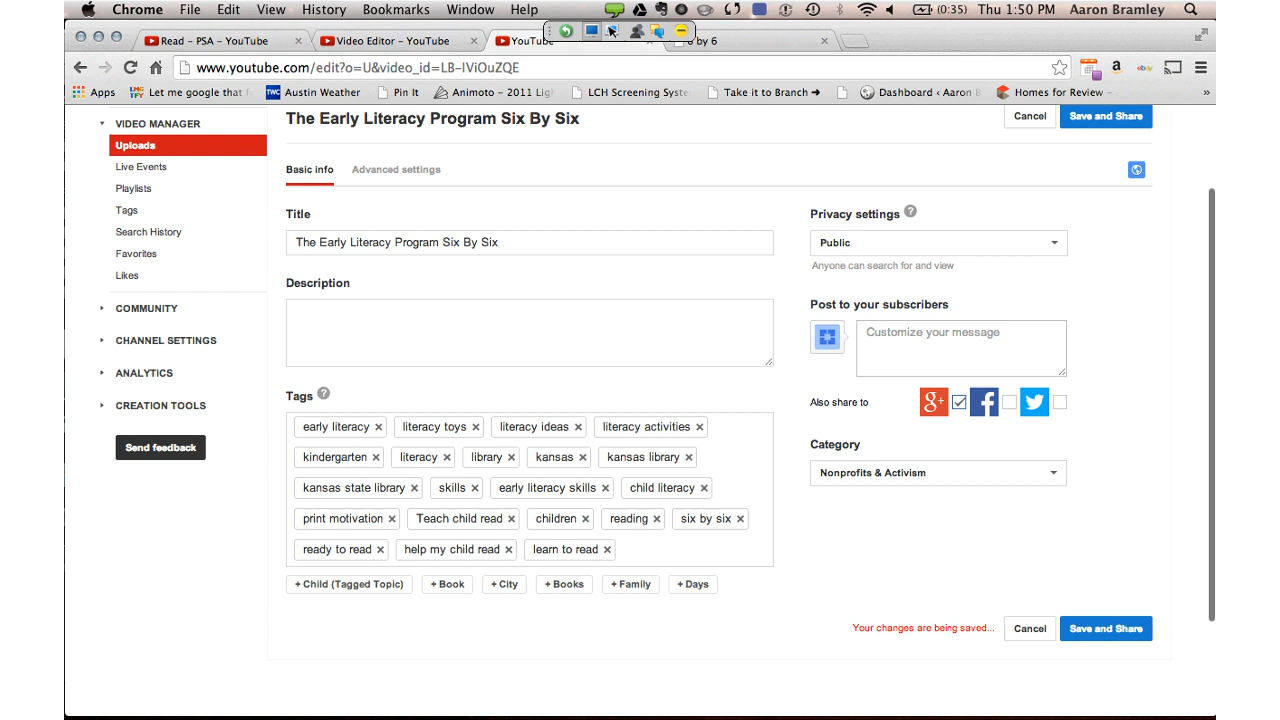 Chrome File Edit View History Bookmarks Window Help (0:35) Thu 1:50 PM Aaron Bramley
Read – PSA – YouTube × Video Editor – YouTube × YouTube 6 by 6 ×
www.youtube.com/edit?o=U&video_id=LB-IViOuZQE
Apps Let me google that f TWC Austin Weather Pin It Animoto – 2011 Lig LCH Screening Syste Take it to Branch → Dashboard ‹ Aaron B Homes for Review – »
VIDEO MANAGER
Uploads
Live Events
Playlists
Tags
Search History
Favorites
Likes
COMMUNITY
CHANNEL SETTINGS
ANALYTICS
CREATION TOOLS
Send feedback
The Early Literacy Program Six By Six
Cancel Save and Share
Basic info Advanced settings
Title
The Early Literacy Program Six By Six
Description
Tags ?
early literacy × literacy toys × literacy ideas × literacy activities ×
kindergarten × literacy × library × kansas × kansas library ×
kansas state library × skills × early literacy skills × child literacy ×
print motivation × Teach child read × children × reading × six by six ×
ready to read × help my child read × learn to read ×
+ Child (Tagged Topic) + Book + City + Books + Family + Days
Privacy settings ?
Public
Anyone can search for and view
Post to your subscribers
Customize your message
Also share to g+ f
Category
Nonprofits & Activism
Your changes are being saved... Cancel Save and Share